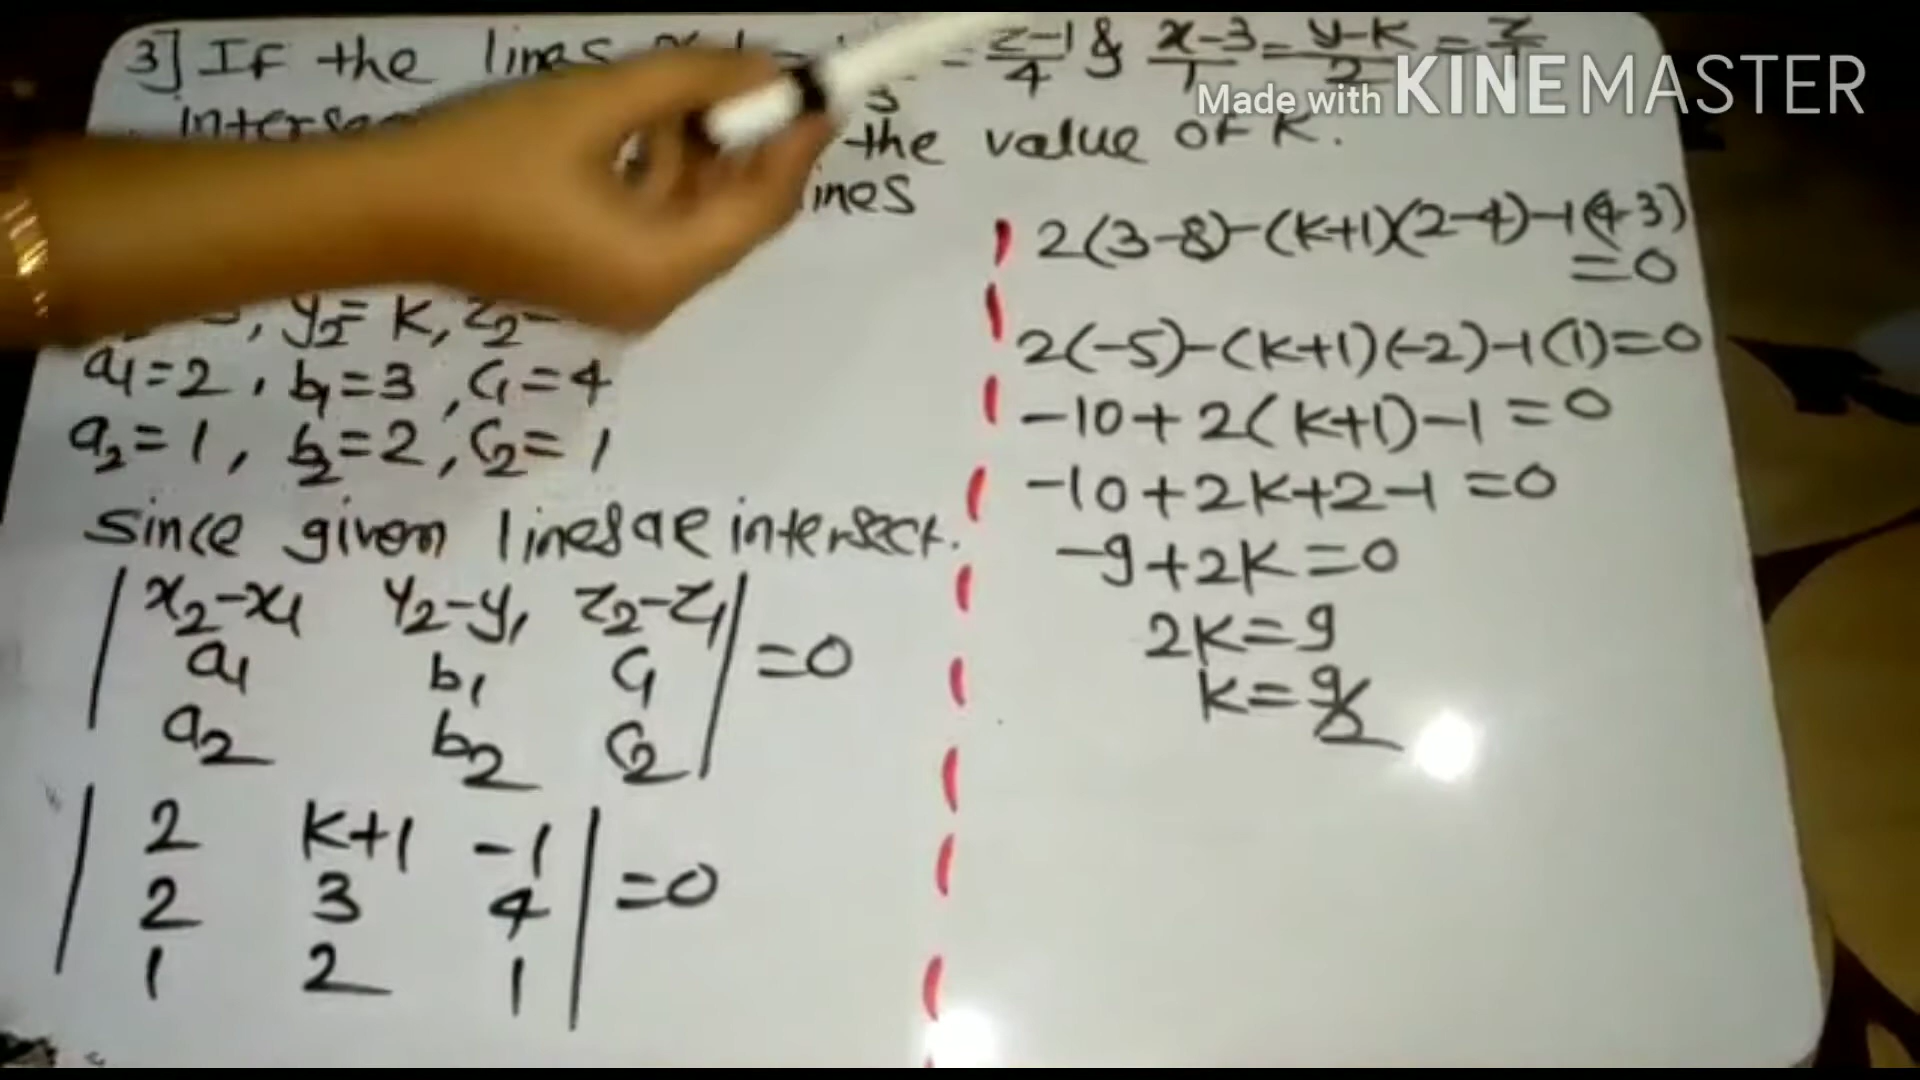 3] If the lines = z-1/4 & x-3/1 = y-k/2 = z/1
Made with KINEMASTER
the value of k.
lines
, y2 = k, z2 =
a1 = 2, b1 = 3, c1 = 4
a2 = 1, b2 = 2, c2 = 1
Since given lines are intersect.
| x2-x1 y2-y1 z2-z1 |
a1 b1 c1 = 0
a2 b2 c2
| 2 k+1 -1 |
2 3 4 = 0
1 2 1
2(3-8)-(k+1)(2-4)-1(4-3)
=0
2(-5)-(k+1)(-2)-1(1)=0
-10+2(k+1)-1=0
-10+2k+2-1=0
-9+2k=0
2k=9
k=9/2